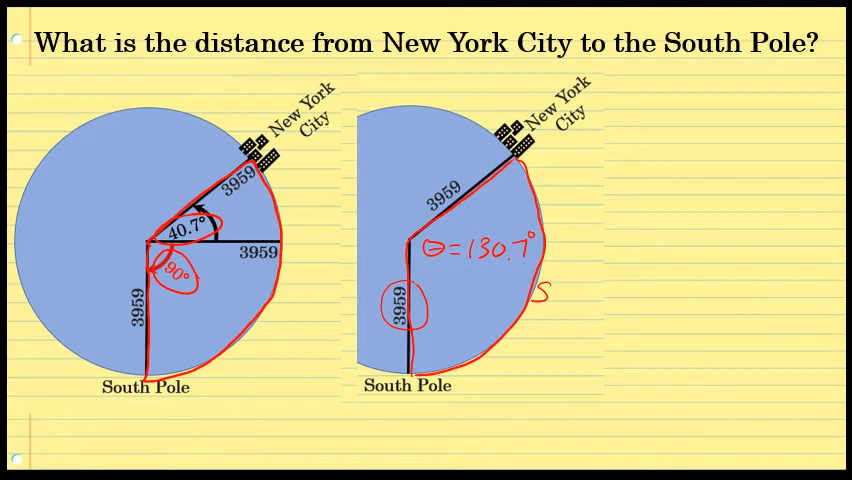 What is the distance from New York City to the South Pole?
New York
City
3959
40.7°
3959
90°
3959
South Pole
New York
City
3959
θ = 130.7°
3959
S
South Pole